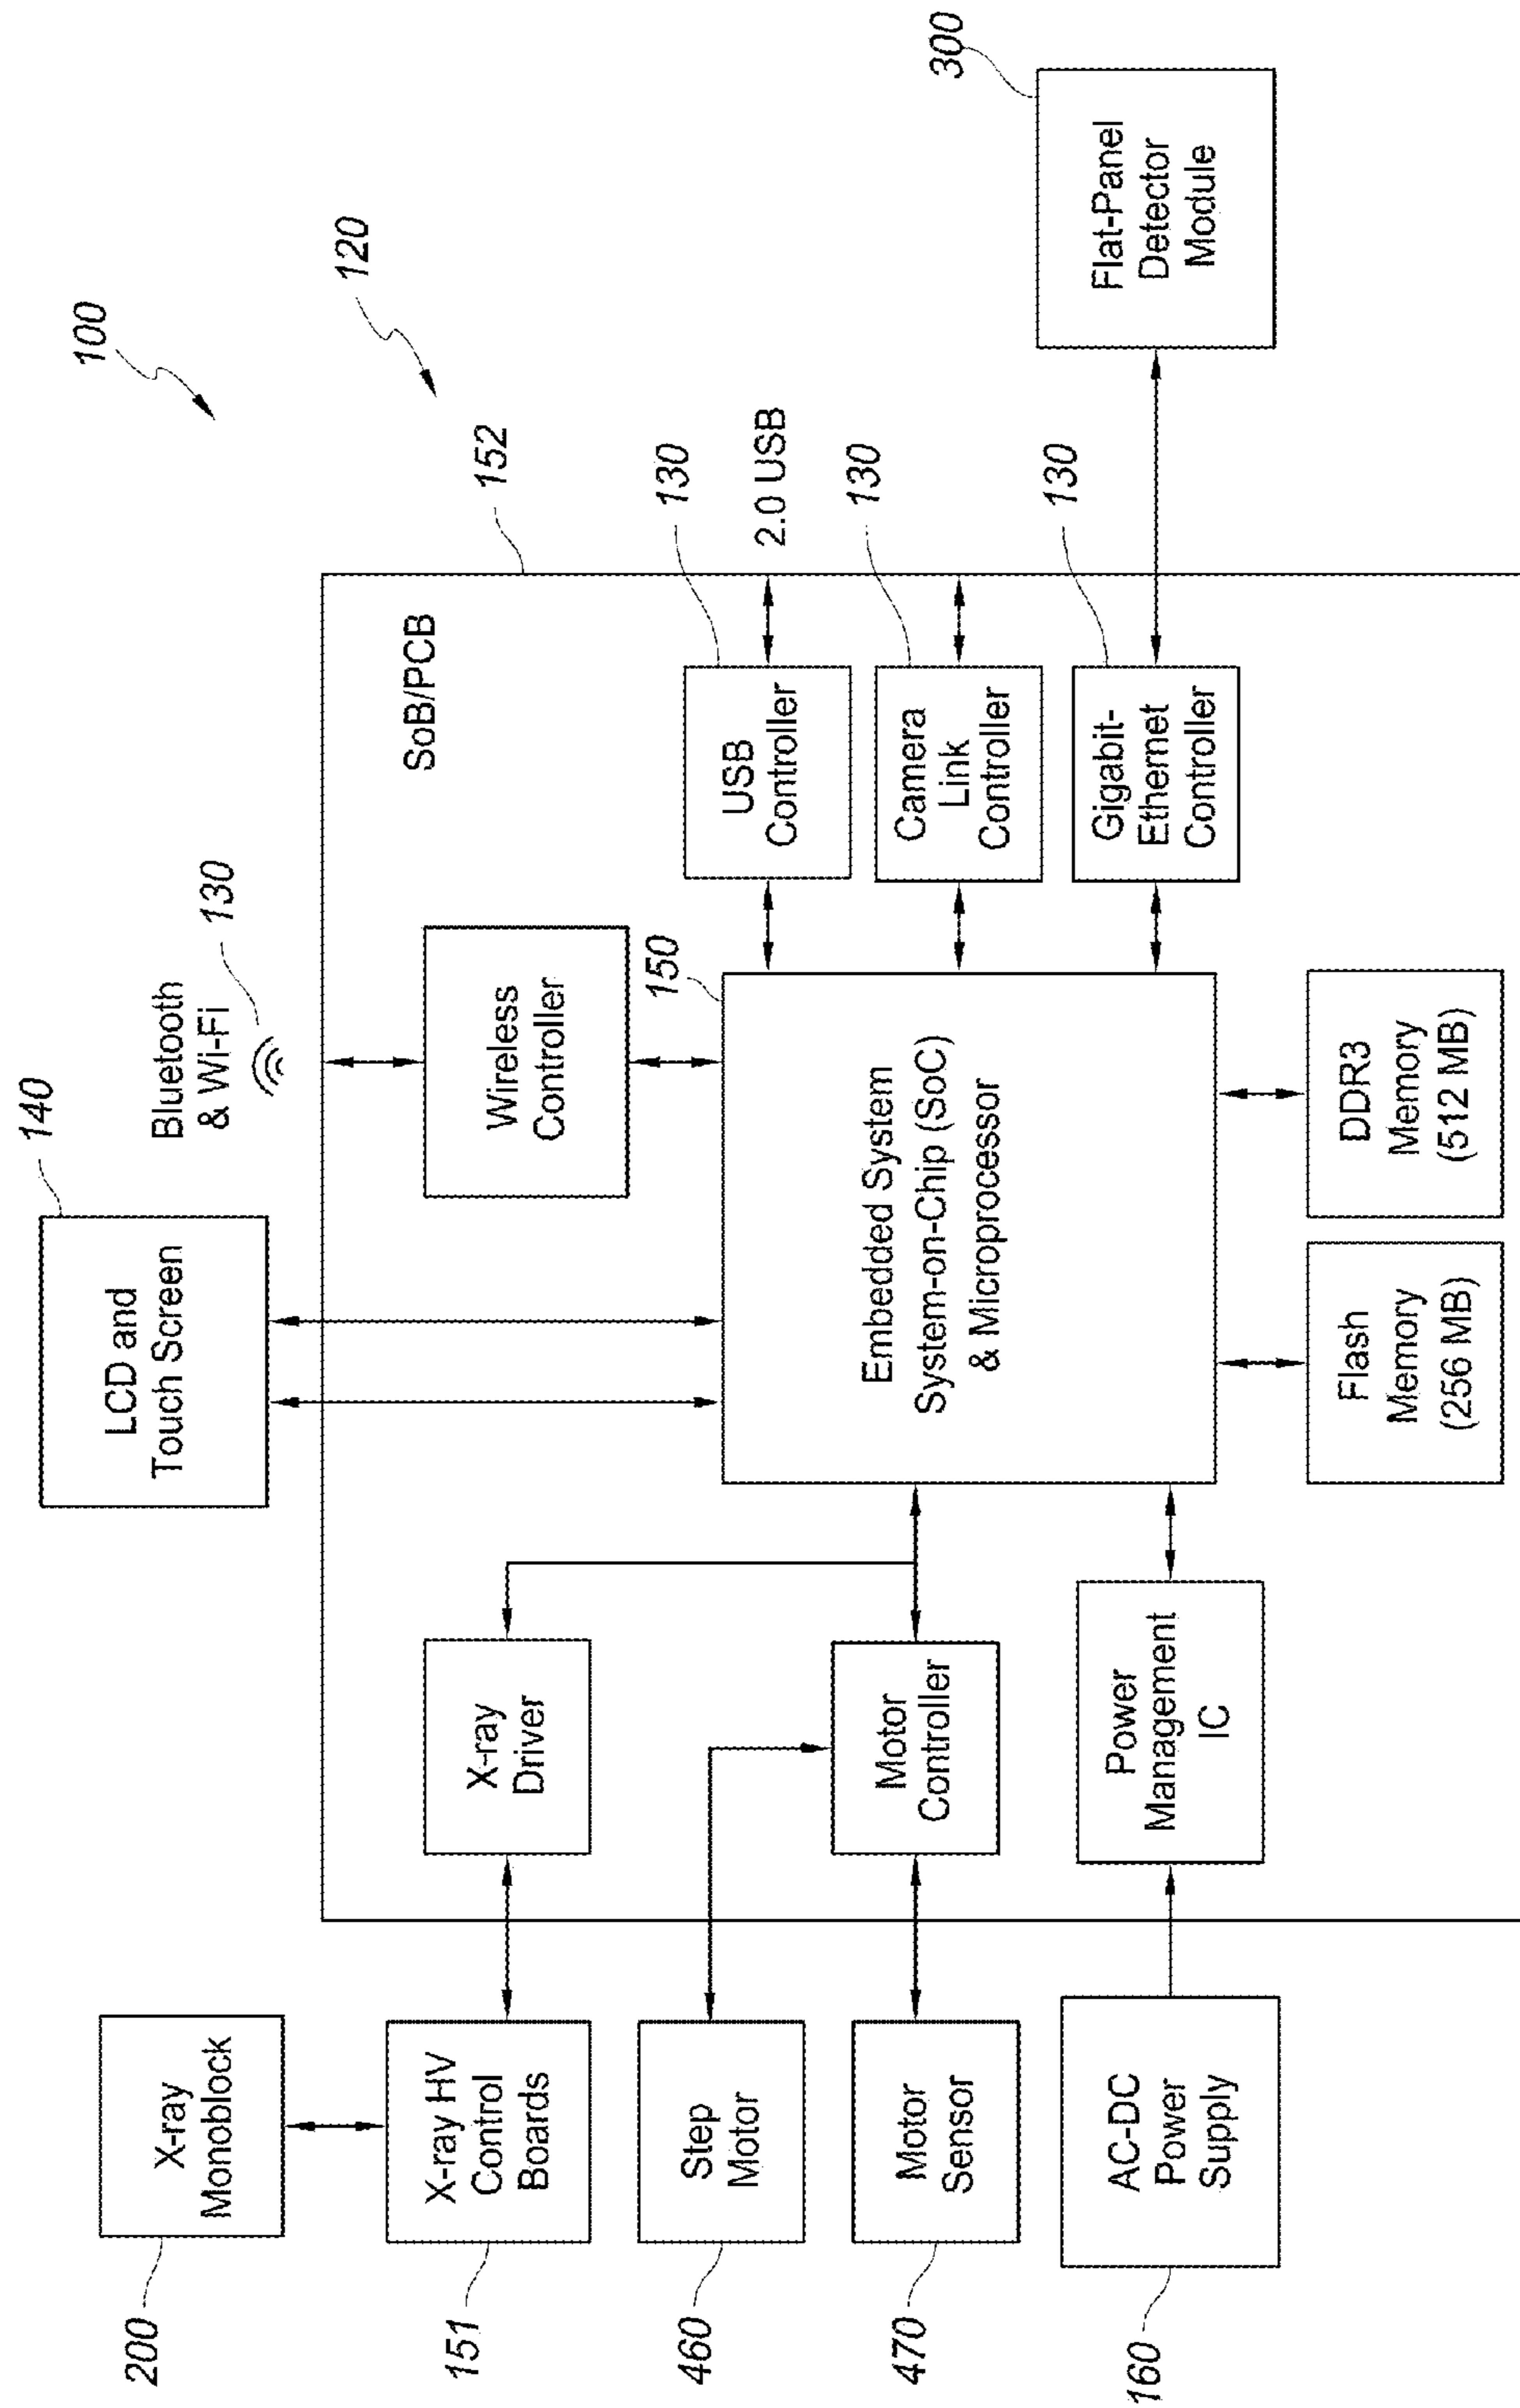 100
120
140
LCD and
Touch Screen
Bluetooth
& Wi-Fi
130
152
SoB/PCB
200
X-ray
Monoblock
151
X-ray HV
Control
Boards
X-ray
Driver
Wireless
Controller
460
Step
Motor
470
Motor
Sensor
Motor
Controller
150
Embedded System
System-on-Chip (SoC)
& Microprocessor
USB
Controller
130
2.0 USB
Camera
Link
Controller
130
Gigabit-
Ethernet
Controller
130
300
Flat-Panel
Detector
Module
160
AC-DC
Power
Supply
Power
Management
IC
Flash
Memory
(256 MB)
DDR3
Memory
(512 MB)